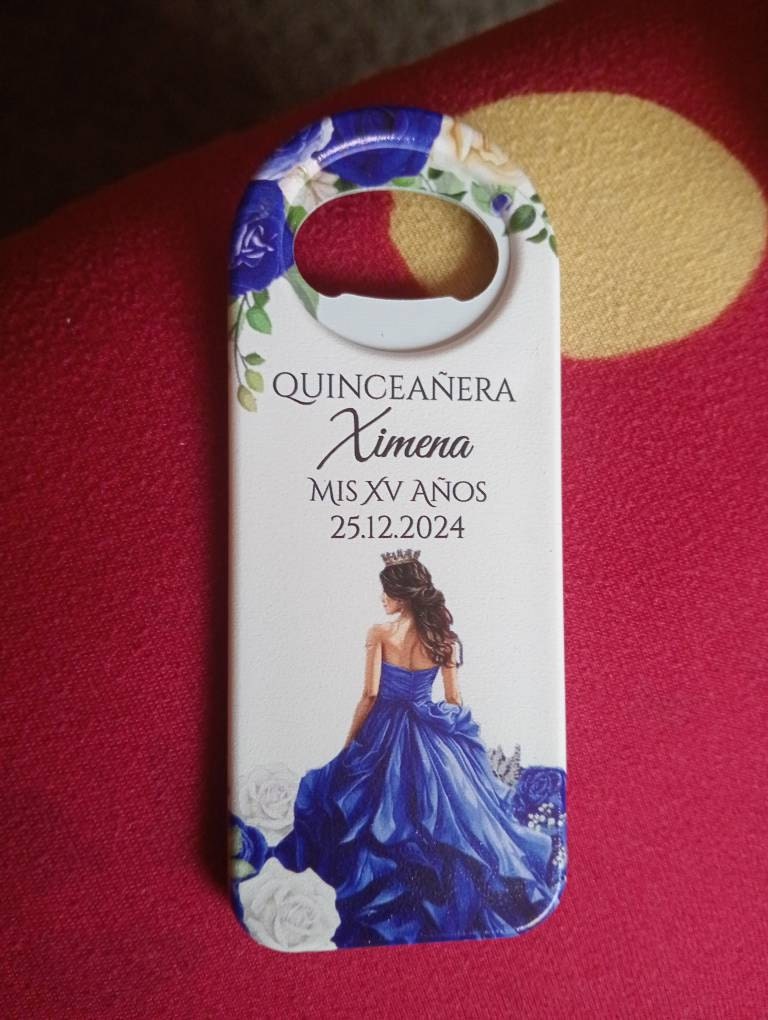 QUINCEAÑERA
Ximena
MIS XV AÑOS
25.12.2024